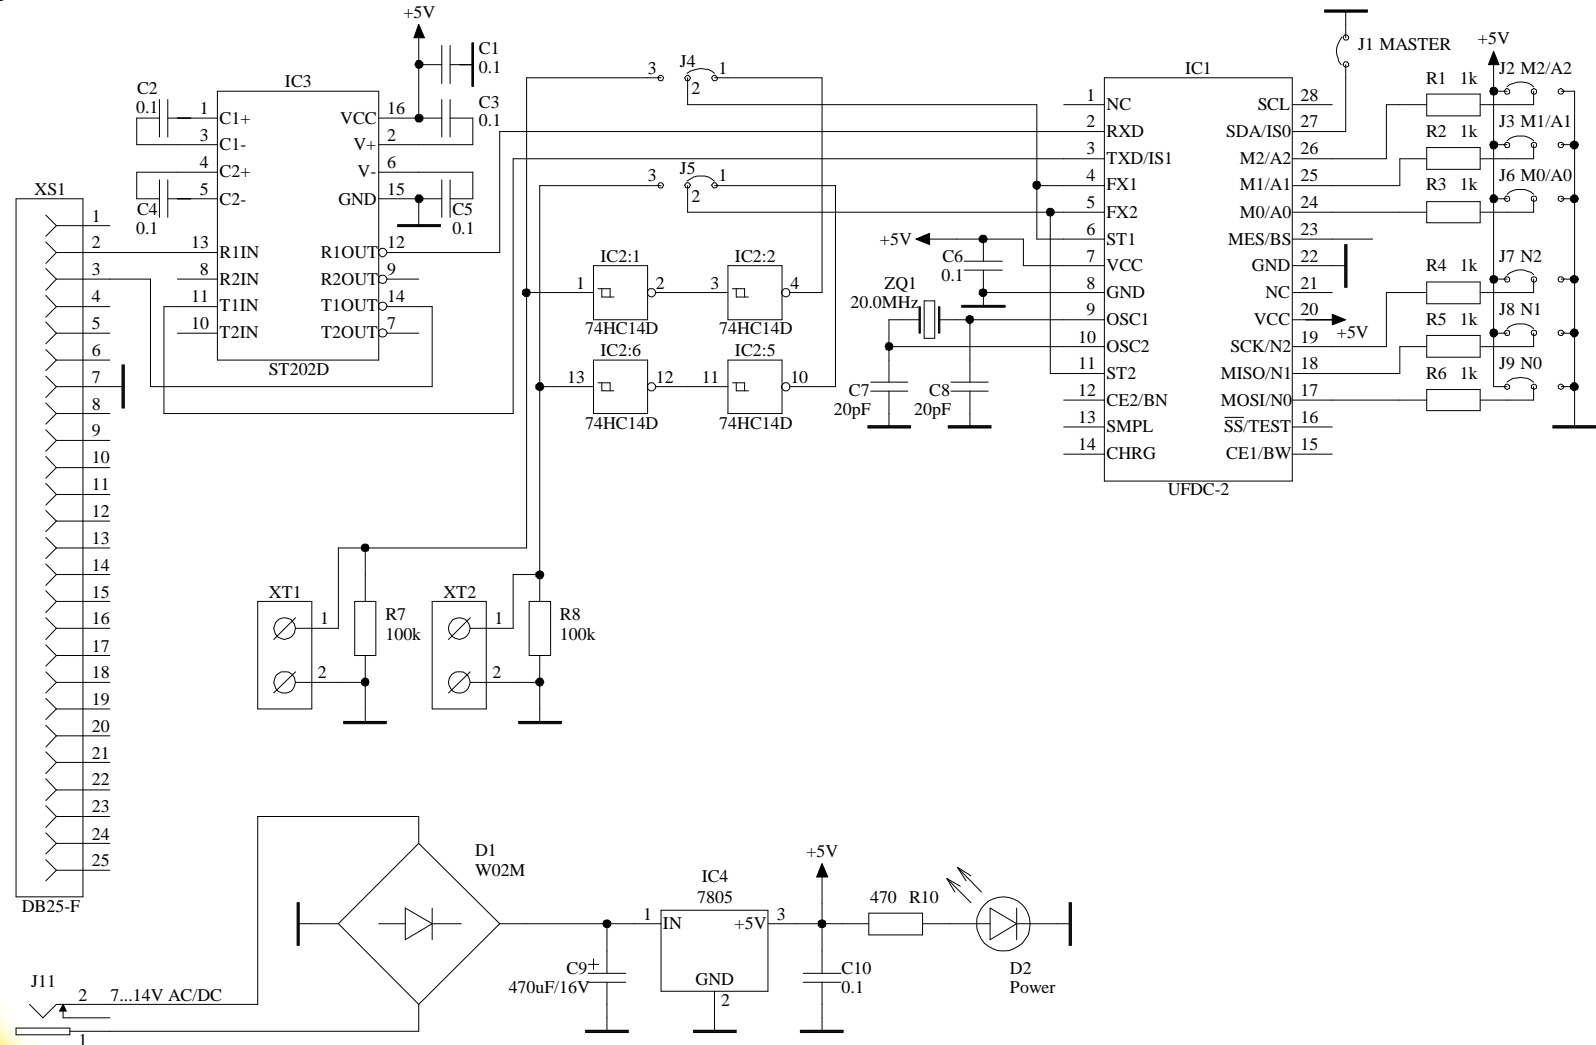 +5V
C1
0.1
IC3
C2
0.1
C3
0.1
1 C1+
3 C1-
4 C2+
5 C2-
VCC 16
V+ 2
V- 6
GND 15
C4
0.1
C5
0.1
13 R1IN
8 R2IN
11 T1IN
10 T2IN
R1OUT 12
R2OUT 9
T1OUT 14
T2OUT 7
ST202D
XS1
1
2
3
4
5
6
7
8
9
10
11
12
13
14
15
16
17
18
19
20
21
22
23
24
25
DB25-F
3 J4 1
2
3 J5 1
2
IC2:1
1 2
74HC14D
IC2:2
3 4
74HC14D
IC2:6
13 12
74HC14D
IC2:5
11 10
74HC14D
+5V
C6
0.1
ZQ1
20.0MHz
C7
20pF
C8
20pF
IC1
1 NC
2 RXD
3 TXD/IS1
4 FX1
5 FX2
6 ST1
7 VCC
8 GND
9 OSC1
10 OSC2
11 ST2
12 CE2/BN
13 SMPL
14 CHRG
SCL 28
SDA/IS0 27
M2/A2 26
M1/A1 25
M0/A0 24
MES/BS 23
GND 22
NC 21
VCC 20
+5V
SCK/N2 19
MISO/N1 18
MOSI/N0 17
SS/TEST 16
CE1/BW 15
UFDC-2
J1 MASTER
+5V
R1 1k
J2 M2/A2
R2 1k
J3 M1/A1
R3 1k
J6 M0/A0
R4 1k
J7 N2
R5 1k
J8 N1
R6 1k
J9 N0
XT1
1
2
R7
100k
XT2
1
2
R8
100k
D1
W02M
IC4
7805
1 IN
+5V 3
GND
2
C9
+
470uF/16V
+5V
C10
0.1
470 R10
D2
Power
J11
2 7...14V AC/DC
1